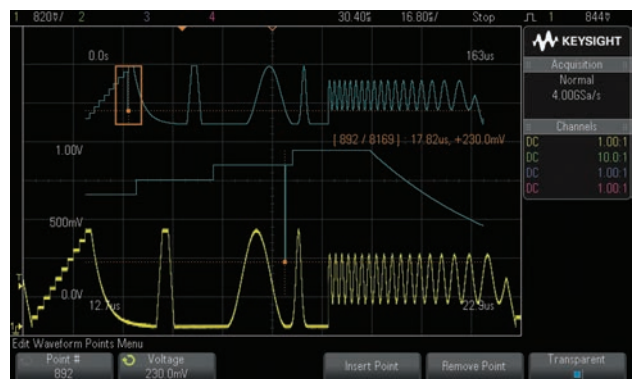 1 820♈/ 2 3 4 30.40s 16.80s/ Stop 1 844♈
KEYSIGHT
Acquisition
Normal
4.00GSa/s
Channels
DC 1.00:1
DC 10.0:1
DC 1.00:1
DC 1.00:1
0.0s 163us
[ 892 / 8169 ] : 17.82us, +230.0mV
1.00V
500mV
0.0V 12.7us 22.9us
Edit Waveform Points Menu
Point # 892
Voltage 230.0mV
Insert Point
Remove Point
Transparent